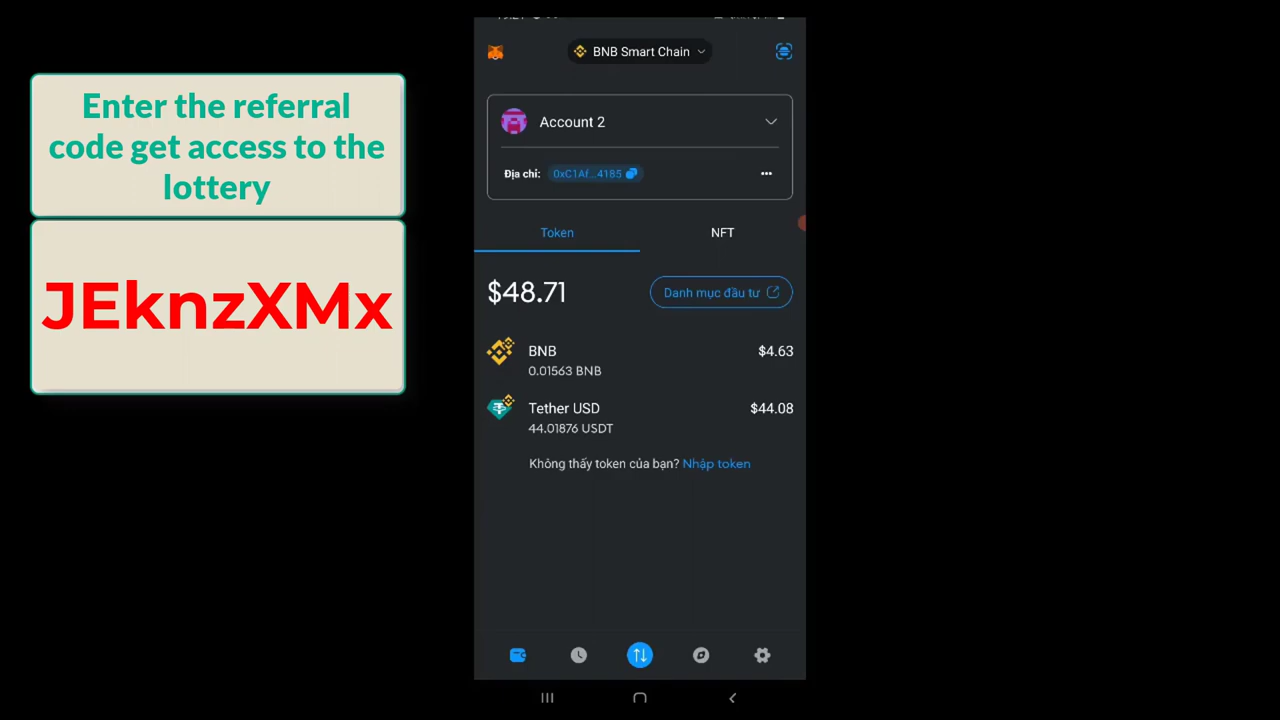 Enter the referral
code get access to the
lottery
JEknzXMx
BNB Smart Chain
Account 2
Địa chỉ: 0xC1Af...4185
Token NFT
$48.71 Danh mục đầu tư
BNB $4.63
0.01563 BNB
Tether USD $44.08
44.01876 USDT
Không thấy token của bạn? Nhập token